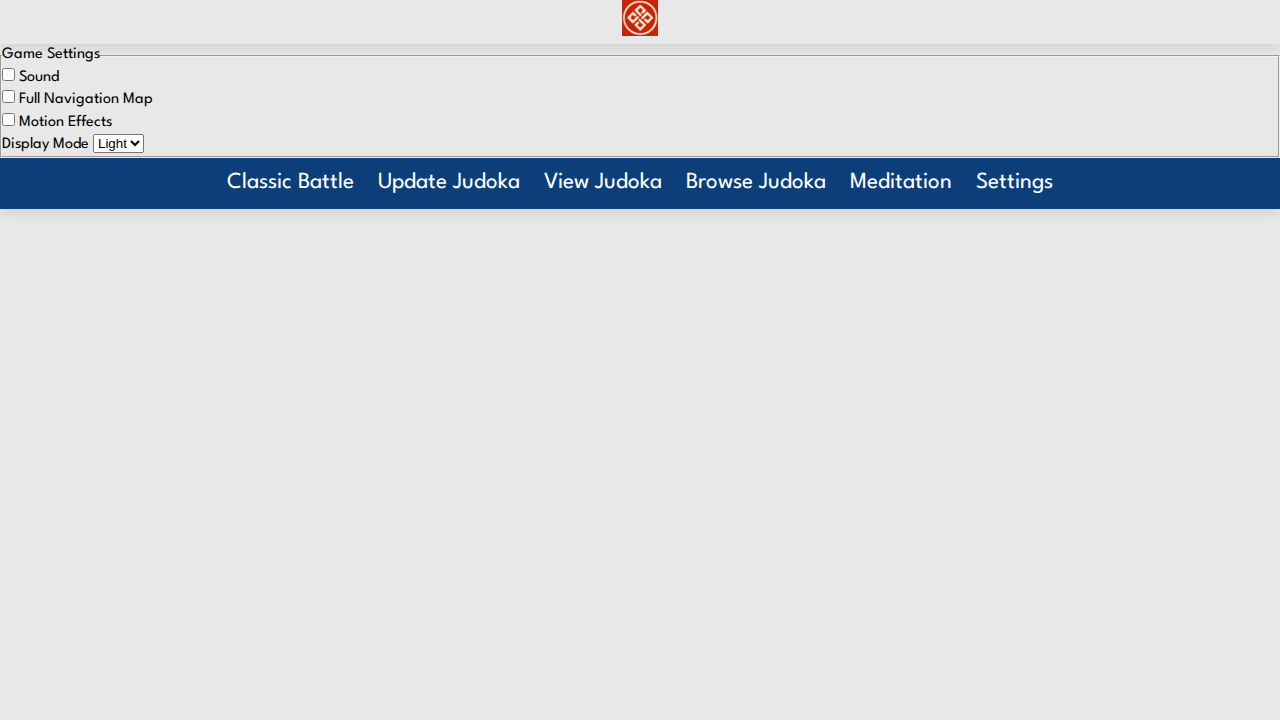 Game Settings
Sound
Full Navigation Map
Motion Effects
Display Mode Light
Classic Battle Update Judoka View Judoka Browse Judoka Meditation Settings